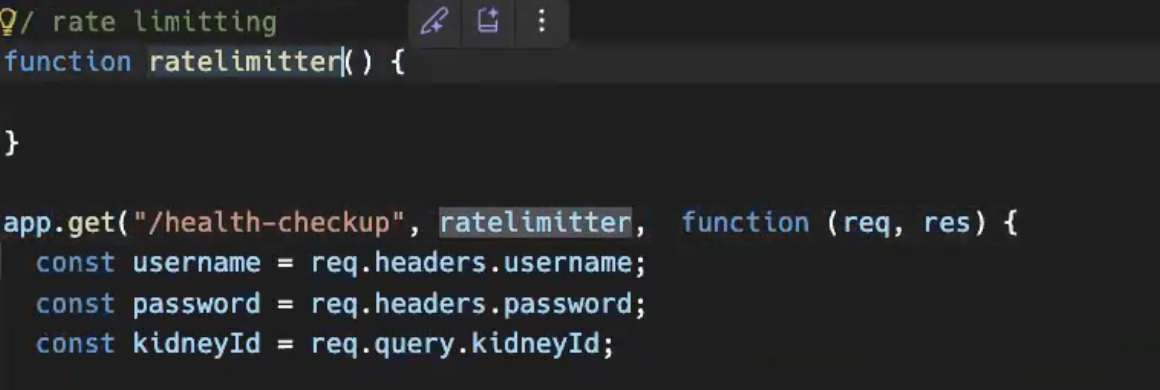 / rate limitting
function ratelimitter() {
}
app.get("/health-checkup", ratelimitter,  function (req, res) {
  const username = req.headers.username;
  const password = req.headers.password;
  const kidneyId = req.query.kidneyId;